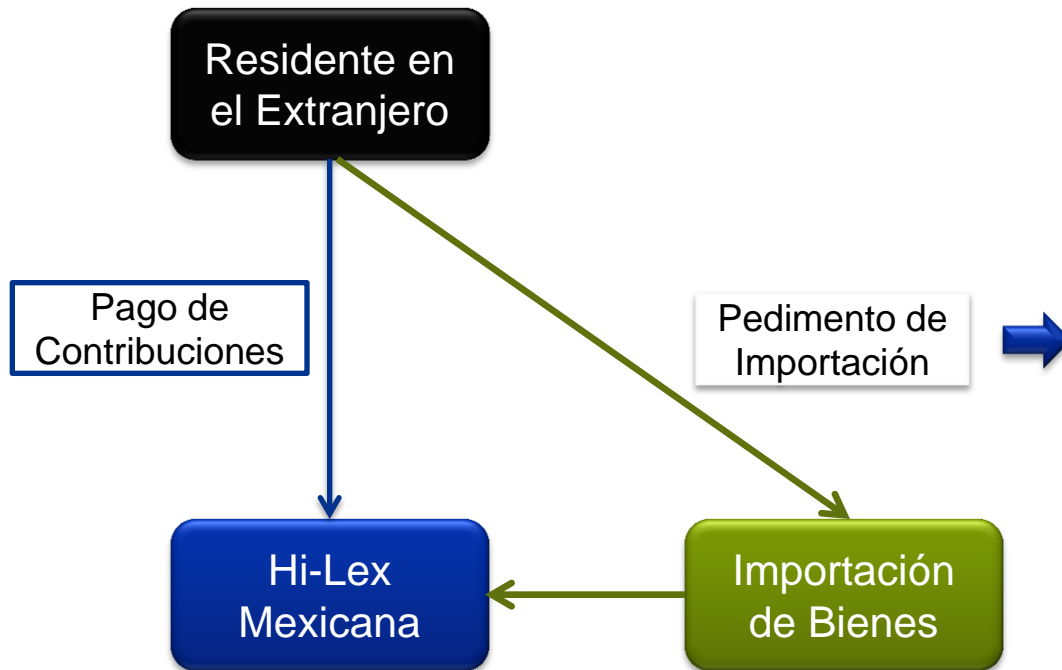 Residente en
el Extranjero
Pago de
Contribuciones
Pedimento de
Importación
Hi-Lex
Mexicana
Importación
de Bienes